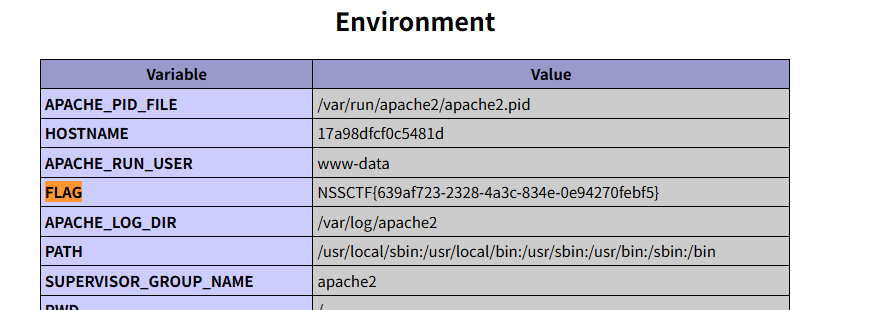 Environment
Variable Value
APACHE_PID_FILE /var/run/apache2/apache2.pid
HOSTNAME 17a98dfcf0c5481d
APACHE_RUN_USER www-data
FLAG NSSCTF{639af723-2328-4a3c-834e-0e94270febf5}
APACHE_LOG_DIR /var/log/apache2
PATH /usr/local/sbin:/usr/local/bin:/usr/sbin:/usr/bin:/sbin:/bin
SUPERVISOR_GROUP_NAME apache2
PWD /